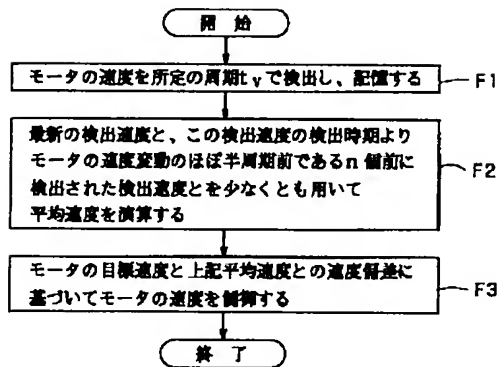 開 始
モータの速度を所定の周期tvで検出し、記憶する
F1
最新の検出速度と、この検出速度の検出時期より
モータの速度変動のほぼ半周期前であるn個前に
検出された検出速度とを少なくとも用いて
平均速度を演算する
F2
モータの目標速度と上記平均速度との速度偏差に
基づいてモータの速度を制御する
F3
終 了